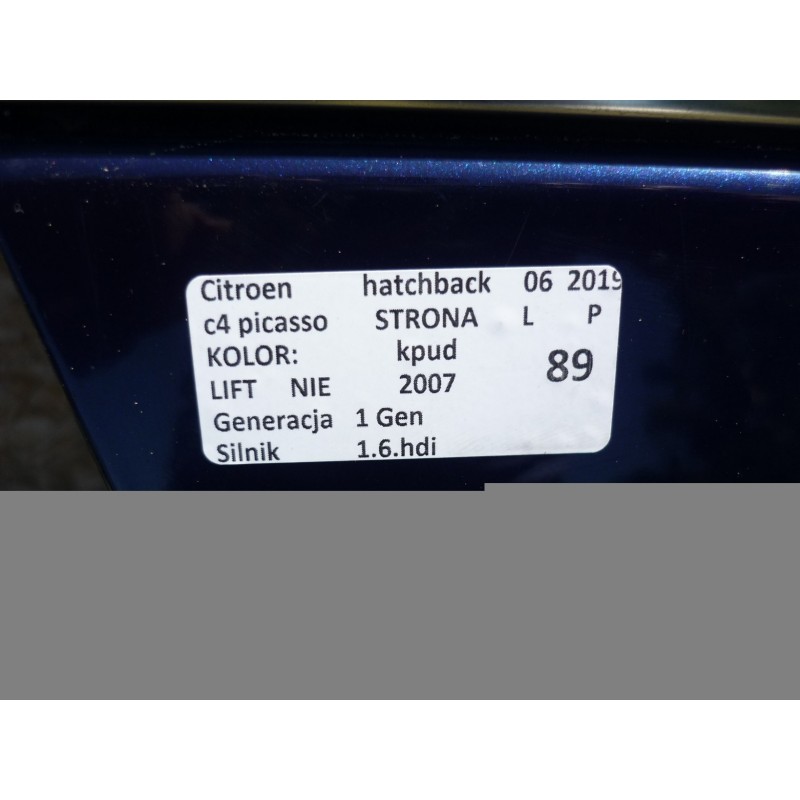 Citroen hatchback 06 2019
c4 picasso STRONA L P
KOLOR: kpud 89
LIFT NIE 2007
Generacja 1 Gen
Silnik 1.6.hdi